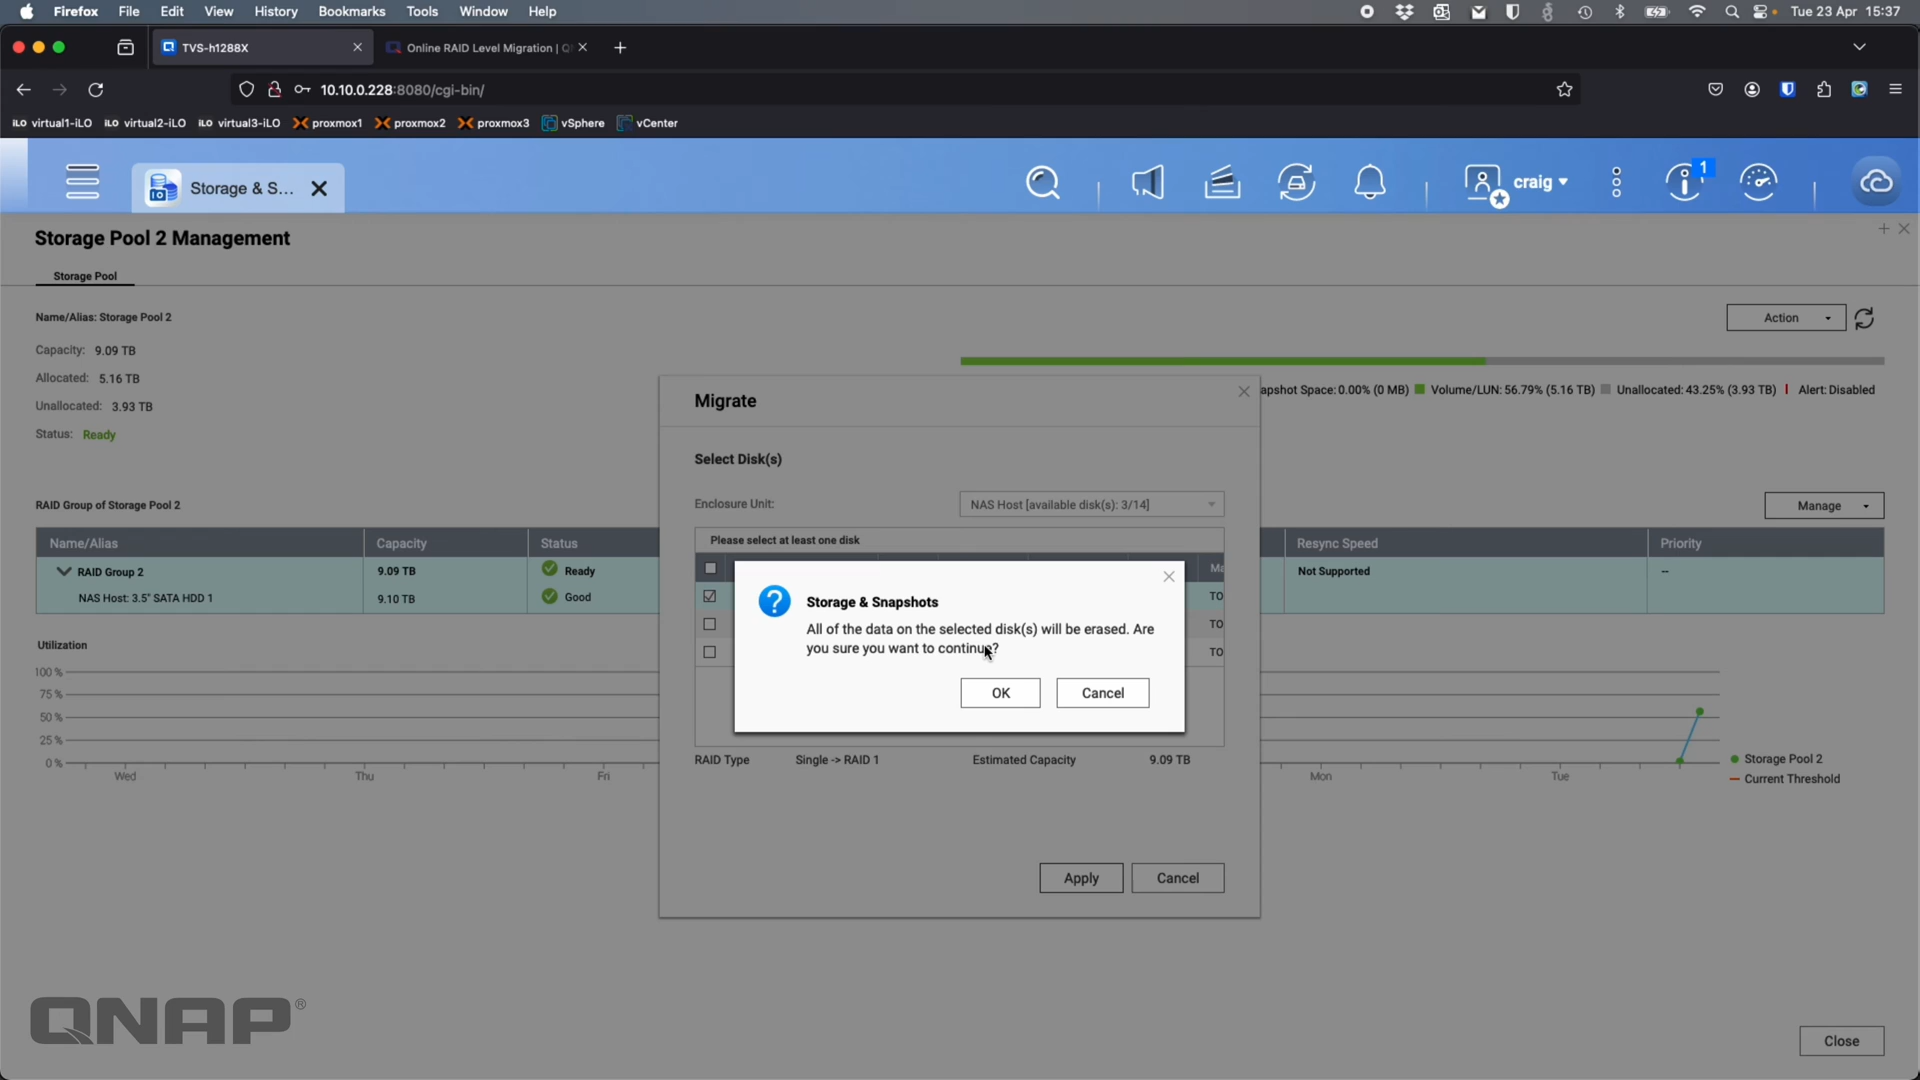 Firefox File Edit View History Bookmarks Tools Window Help Tue 23 Apr 15:37
TVS-h1288X Online RAID Level Migration | Q
10.10.0.228:8080/cgi-bin/
iLO virtual1-iLO iLO virtual2-iLO iLO virtual3-iLO proxmox1 proxmox2 proxmox3 vSphere vCenter
Storage & S... craig 1
Storage Pool 2 Management
Storage Pool
Name/Alias: Storage Pool 2
Action
Capacity: 9.09 TB
Allocated: 5.16 TB
Unallocated: 3.93 TB
Status: Ready
apshot Space: 0.00% (0 MB) Volume/LUN: 56.79% (5.16 TB) Unallocated: 43.25% (3.93 TB) Alert: Disabled
RAID Group of Storage Pool 2
Manage
Name/Alias Capacity Status Resync Speed Priority
RAID Group 2 9.09 TB Ready Not Supported --
NAS Host: 3.5" SATA HDD 1 9.10 TB Good
Utilization
100 %
75 %
50 %
25 %
0 %
Wed Thu Fri Mon Tue
Storage Pool 2
Current Threshold
Migrate
Select Disk(s)
Enclosure Unit: NAS Host [available disk(s): 3/14]
Please select at least one disk
Ma
TO
TO
TO
Storage & Snapshots
All of the data on the selected disk(s) will be erased. Are
you sure you want to continue?
OK Cancel
RAID Type Single -> RAID 1 Estimated Capacity 9.09 TB
Apply Cancel
QNAP®
Close